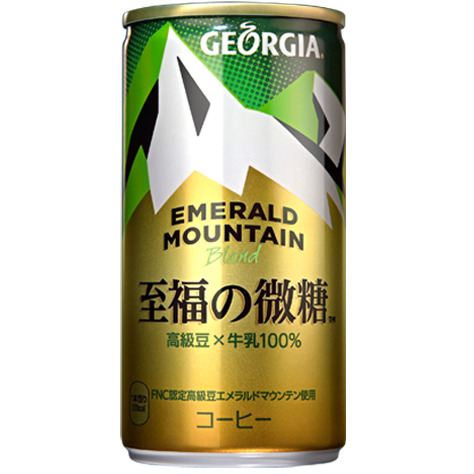 GEORGIA
EMERALD
MOUNTAIN
Blend
至福の微糖
高級豆×牛乳100%
FNC認定高級豆エメラルドマウンテン使用
コーヒー